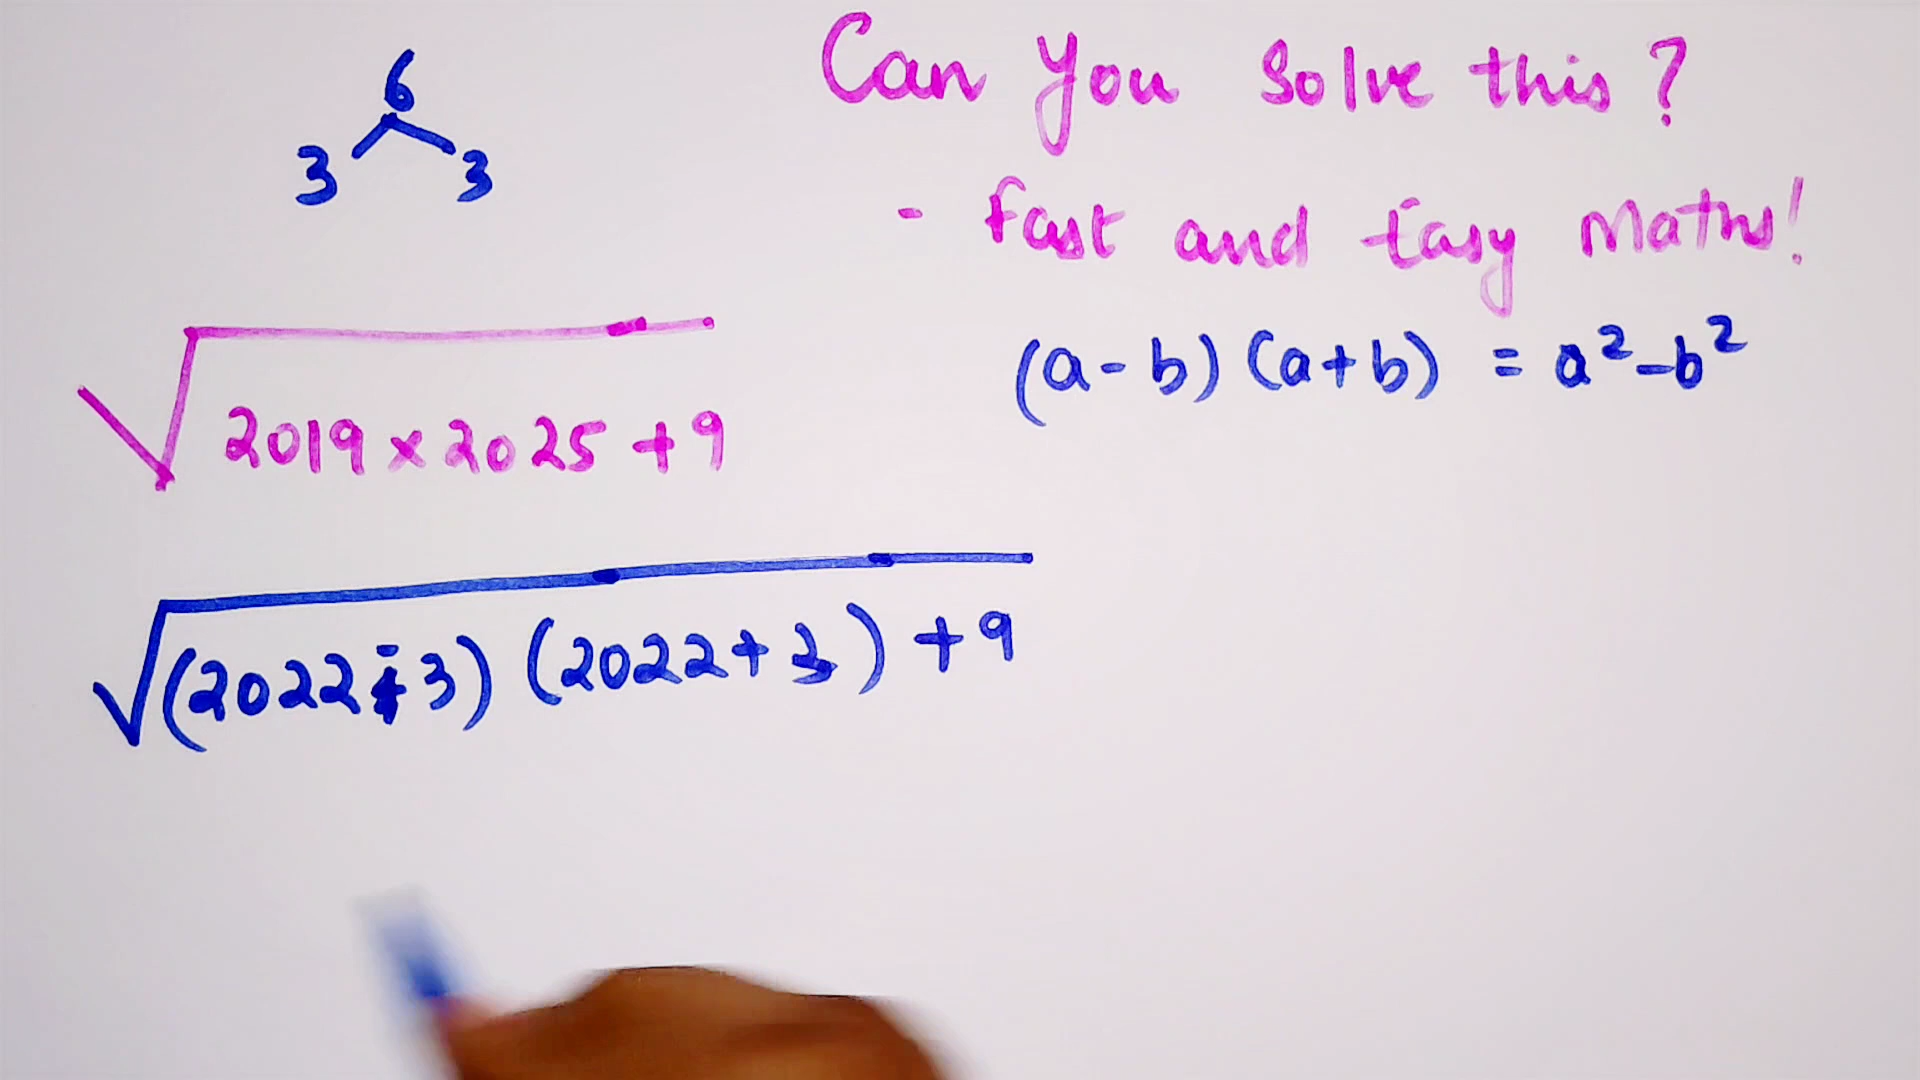 Can you solve this?
- Fast and Easy Maths!
6
3 3
(a-b)(a+b) = a²-b²
√2019×2025+9
√(2022-3)(2022+3)+9